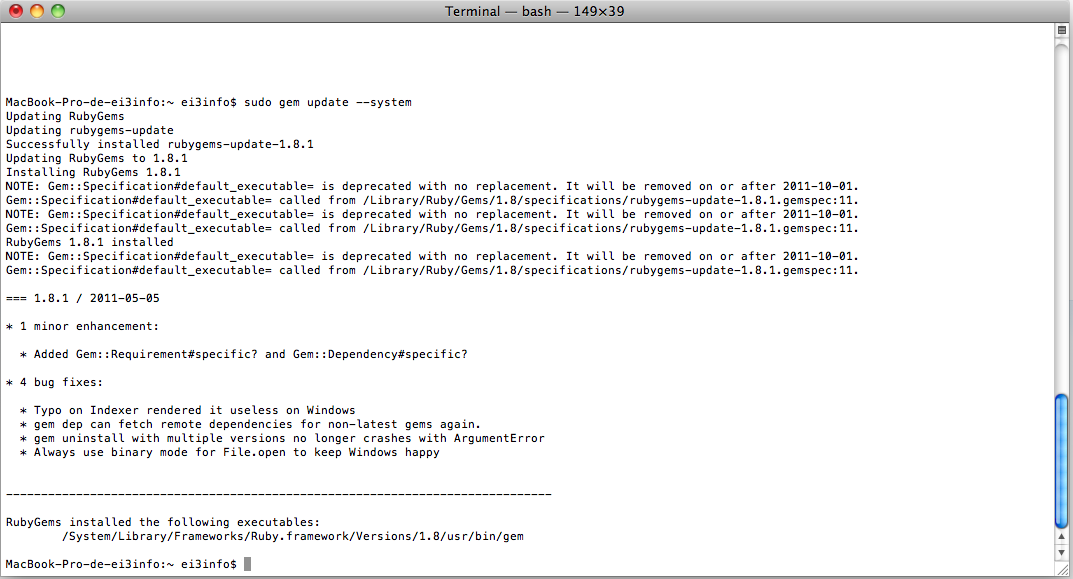 Terminal — bash — 149×39
MacBook-Pro-de-ei3info:~ ei3info$ sudo gem update --system
Updating RubyGems
Updating rubygems-update
Successfully installed rubygems-update-1.8.1
Updating RubyGems to 1.8.1
Installing RubyGems 1.8.1
NOTE: Gem::Specification#default_executable= is deprecated with no replacement. It will be removed on or after 2011-10-01.
Gem::Specification#default_executable= called from /Library/Ruby/Gems/1.8/specifications/rubygems-update-1.8.1.gemspec:11.
NOTE: Gem::Specification#default_executable= is deprecated with no replacement. It will be removed on or after 2011-10-01.
Gem::Specification#default_executable= called from /Library/Ruby/Gems/1.8/specifications/rubygems-update-1.8.1.gemspec:11.
RubyGems 1.8.1 installed
NOTE: Gem::Specification#default_executable= is deprecated with no replacement. It will be removed on or after 2011-10-01.
Gem::Specification#default_executable= called from /Library/Ruby/Gems/1.8/specifications/rubygems-update-1.8.1.gemspec:11.
=== 1.8.1 / 2011-05-05
* 1 minor enhancement:
  * Added Gem::Requirement#specific? and Gem::Dependency#specific?
* 4 bug fixes:
  * Typo on Indexer rendered it useless on Windows
  * gem dep can fetch remote dependencies for non-latest gems again.
  * gem uninstall with multiple versions no longer crashes with ArgumentError
  * Always use binary mode for File.open to keep Windows happy
------------------------------------------------------------------------------
RubyGems installed the following executables:
        /System/Library/Frameworks/Ruby.framework/Versions/1.8/usr/bin/gem
MacBook-Pro-de-ei3info:~ ei3info$